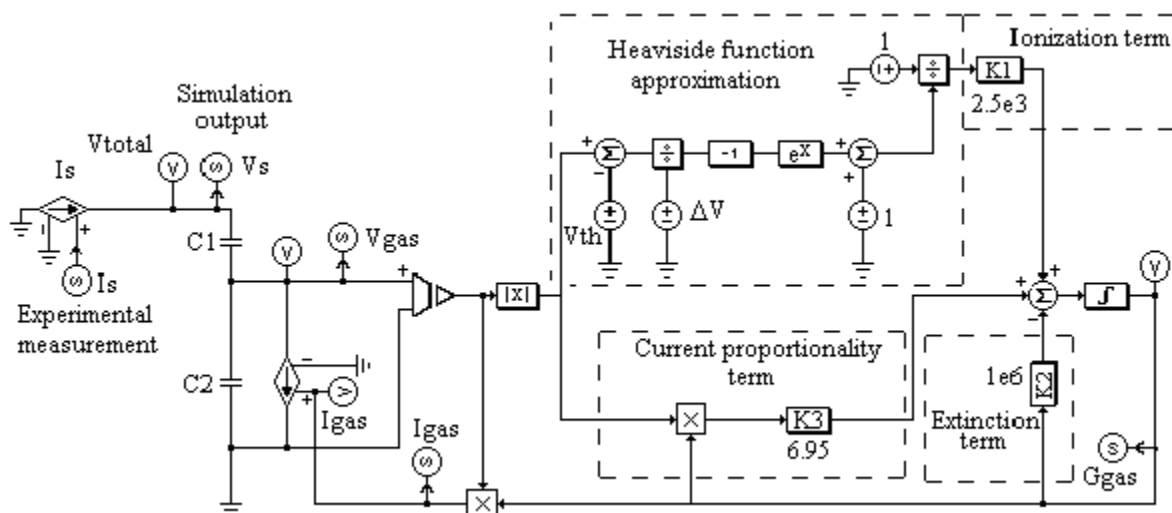 Heaviside function
approximation
1
Ionization term
K1
2.5e3
Simulation
output
Vtotal
V
Vs
Is
C1
V
Vgas
Is
Experimental
measurement
Σ
÷
-1
e^x
Σ
÷
Vth
ΔV
1
|x|
Σ
∫
V
Current proportionality
term
×
K3
6.95
1e6
K2
Extinction
term
S
Ggas
C2
V
Igas
Igas
×